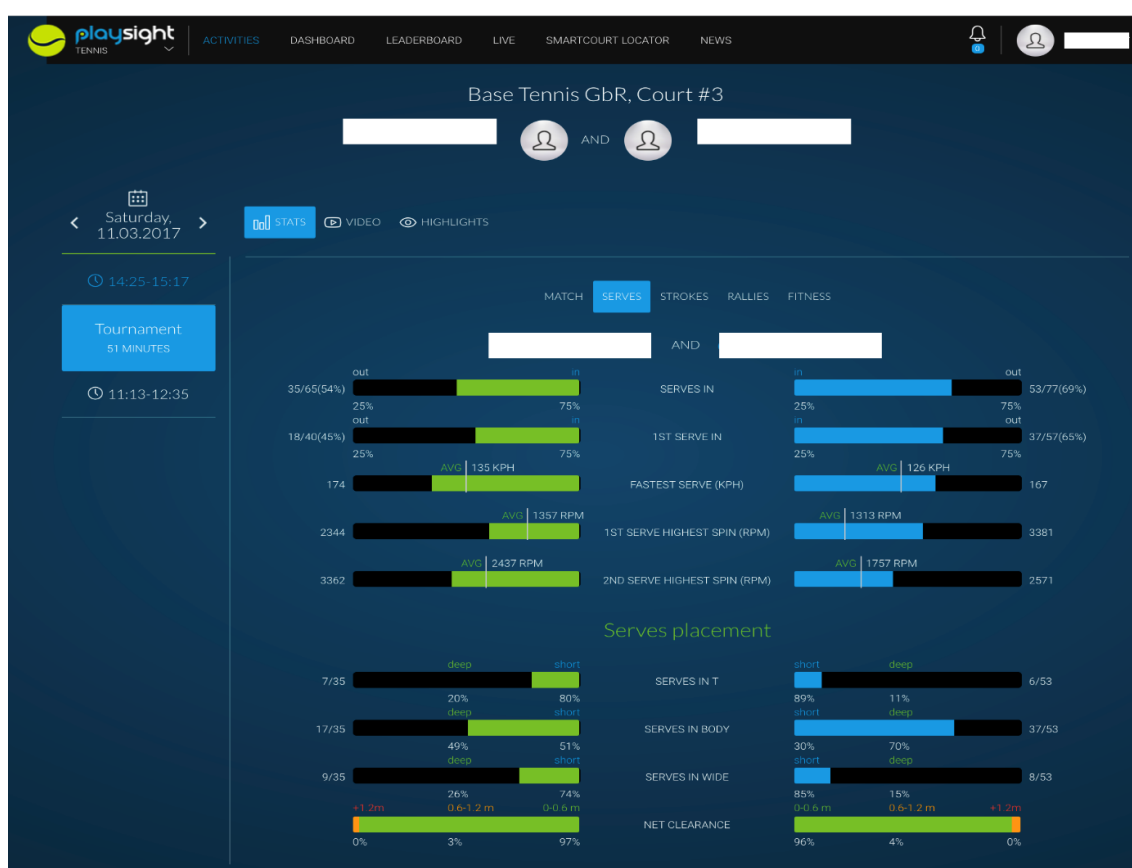 playsight
TENNIS
ACTIVITIES DASHBOARD LEADERBOARD LIVE SMARTCOURT LOCATOR NEWS
0
Base Tennis GbR, Court #3
AND
Saturday,
11.03.2017
STATS VIDEO HIGHLIGHTS
14:25-15:17
Tournament
51 MINUTES
11:13-12:35
MATCH SERVES STROKES RALLIES FITNESS
AND
out in in out
35/65(54%) SERVES IN 53/77(69%)
25% 75% 25% 75%
out in in out
18/40(45%) 1ST SERVE IN 37/57(65%)
25% 75% 25% 75%
AVG 135 KPH AVG 126 KPH
174 FASTEST SERVE (KPH) 167
AVG 1357 RPM AVG 1313 RPM
2344 1ST SERVE HIGHEST SPIN (RPM) 3381
AVG 2437 RPM AVG 1757 RPM
3362 2ND SERVE HIGHEST SPIN (RPM) 2571
Serves placement
deep short short deep
7/35 SERVES IN T 6/53
20% 80% 89% 11%
deep short short deep
17/35 SERVES IN BODY 37/53
49% 51% 30% 70%
deep short short deep
9/35 SERVES IN WIDE 8/53
26% 74% 85% 15%
+1.2m 0.6-1.2 m 0-0.6 m 0-0.6 m 0.6-1.2 m +1.2m
NET CLEARANCE
0% 3% 97% 96% 4% 0%